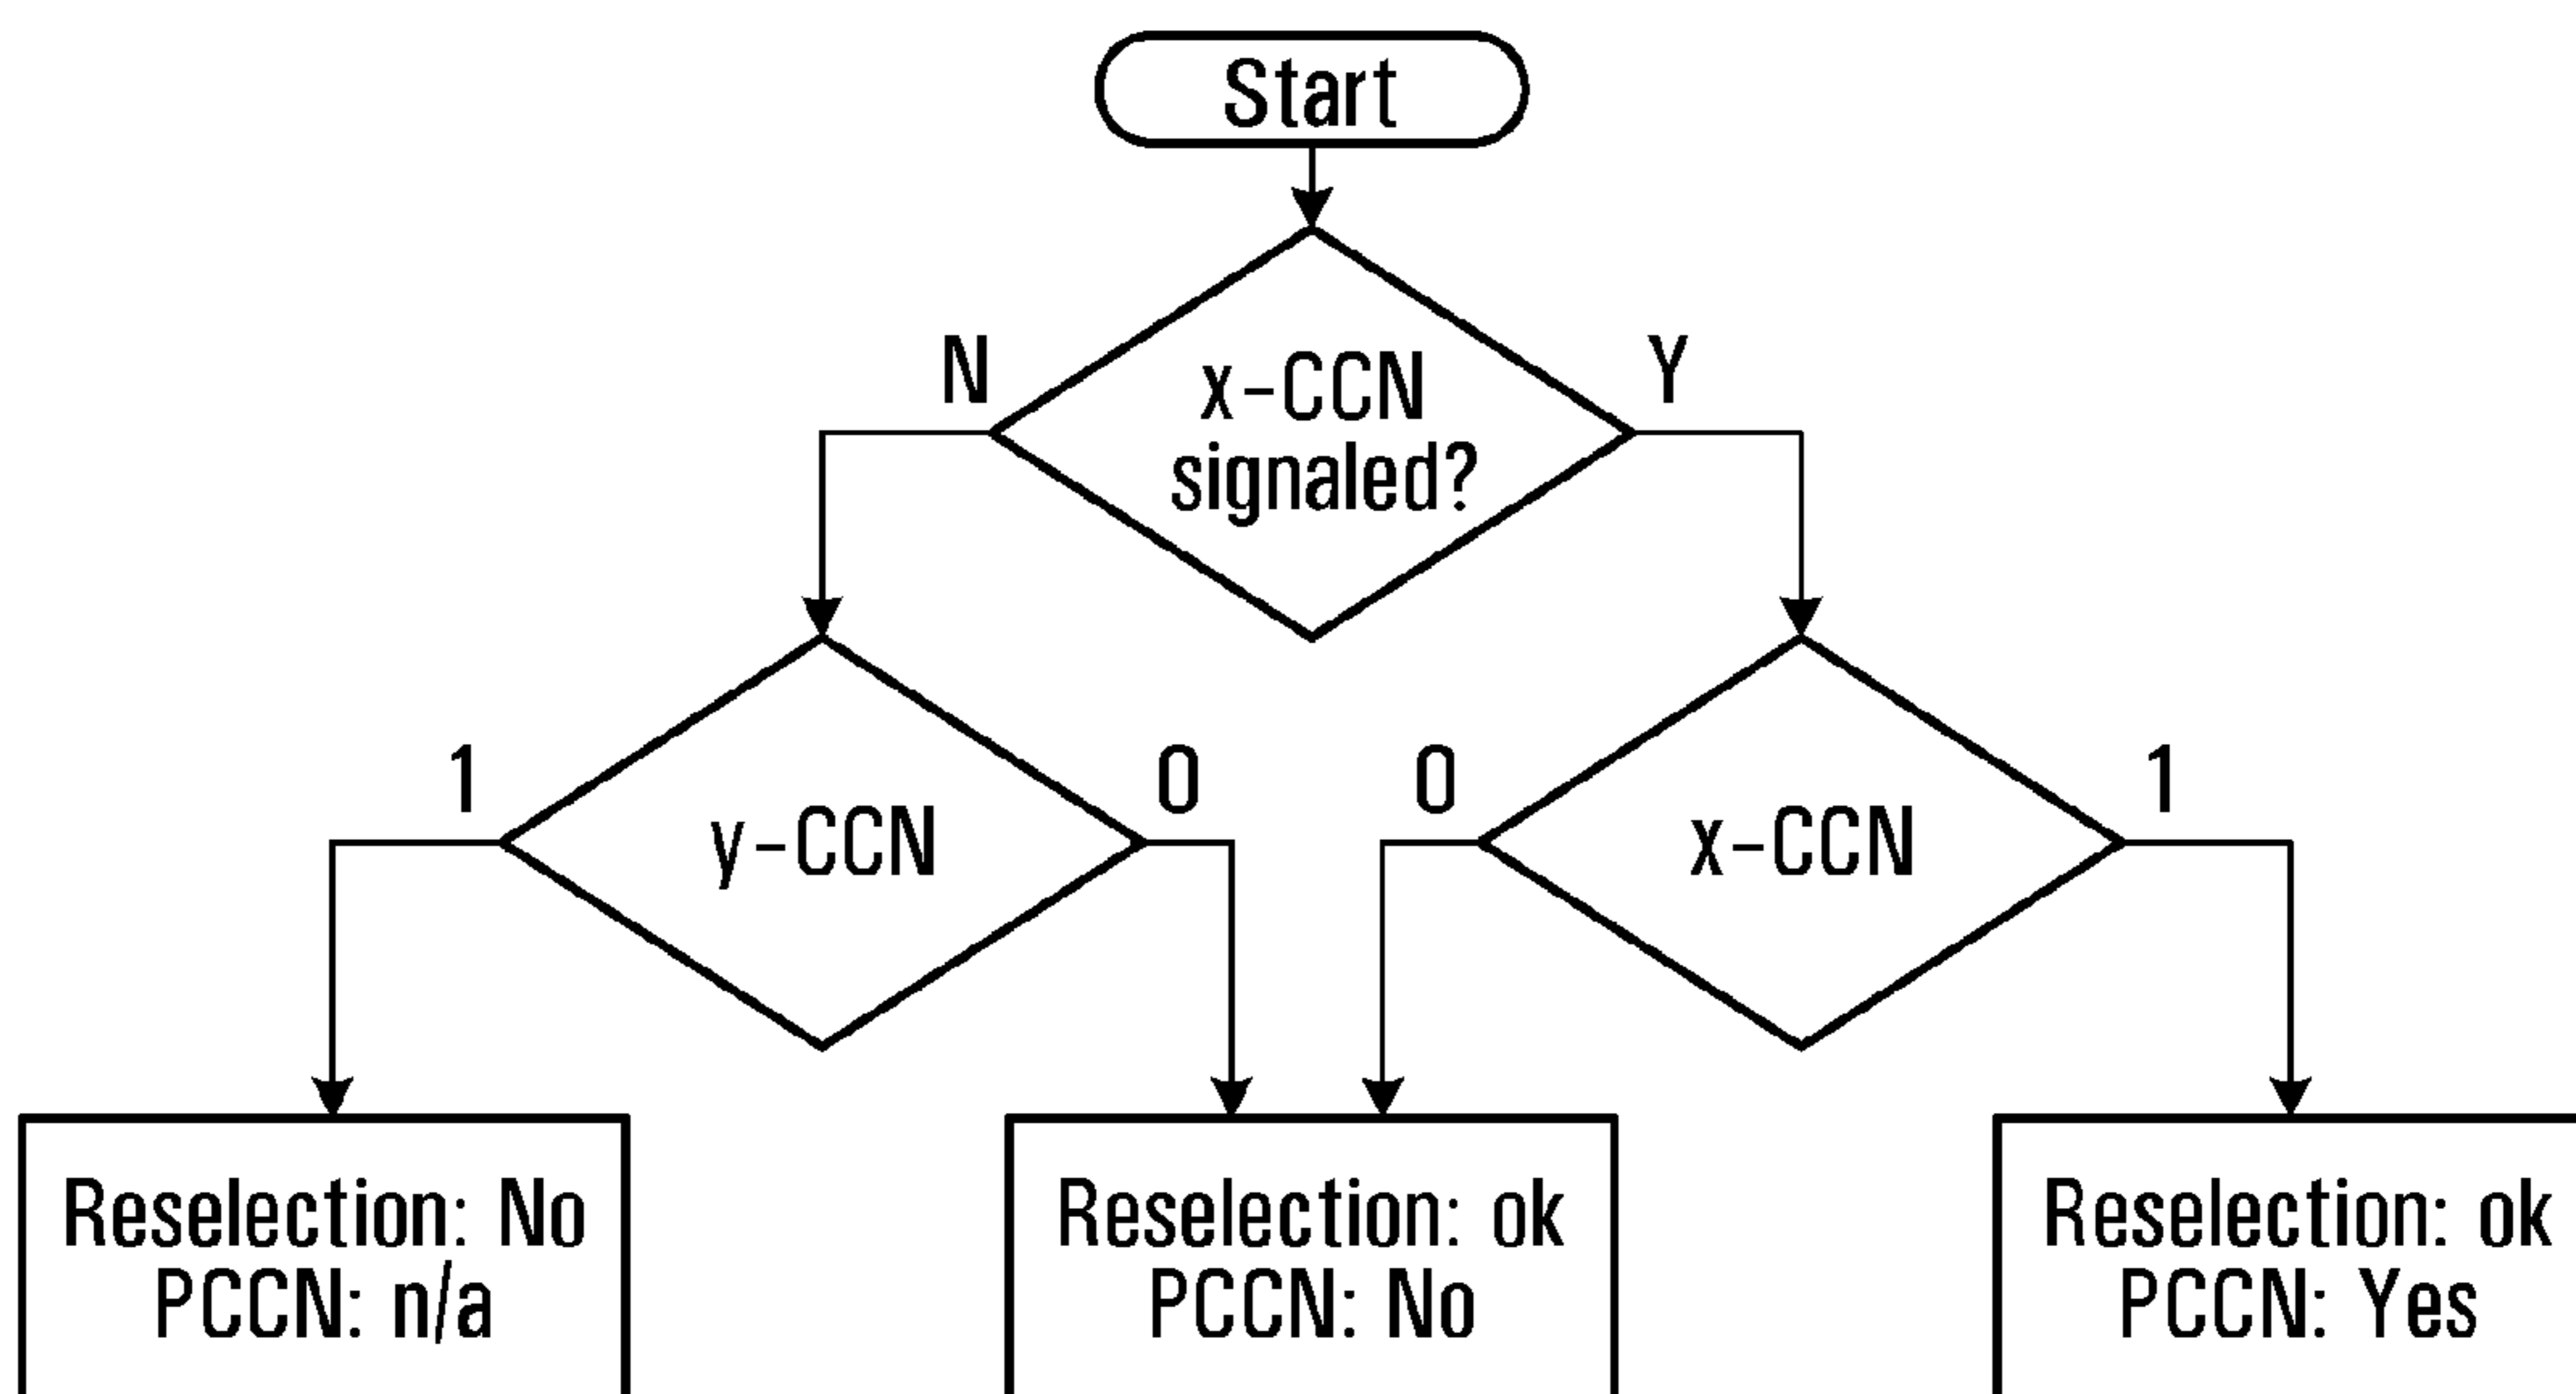 Start
N
Y
x-CCN
signaled?
1
0
0
1
y-CCN
x-CCN
Reselection: No
PCCN: n/a
Reselection: ok
PCCN: No
Reselection: ok
PCCN: Yes